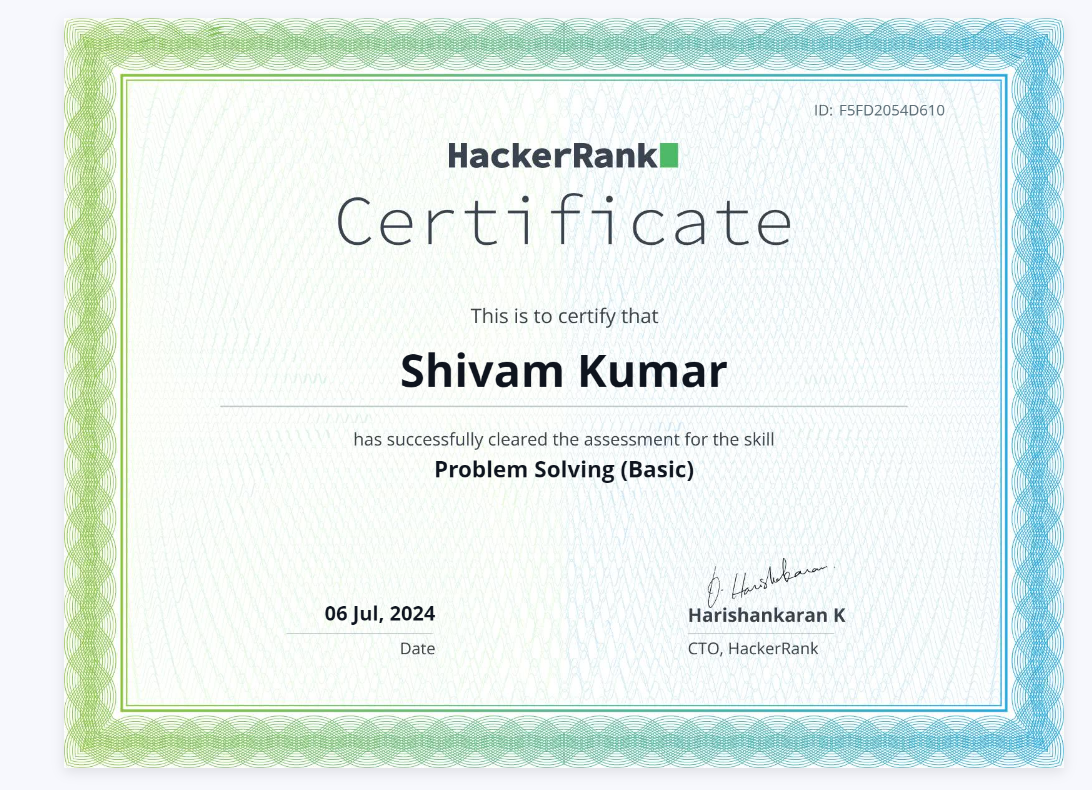 ID: F5FD2054D610
HackerRank
Certificate
This is to certify that
Shivam Kumar
has successfully cleared the assessment for the skill
Problem Solving (Basic)
O. Harishankaran
06 Jul, 2024
Harishankaran K
Date
CTO, HackerRank